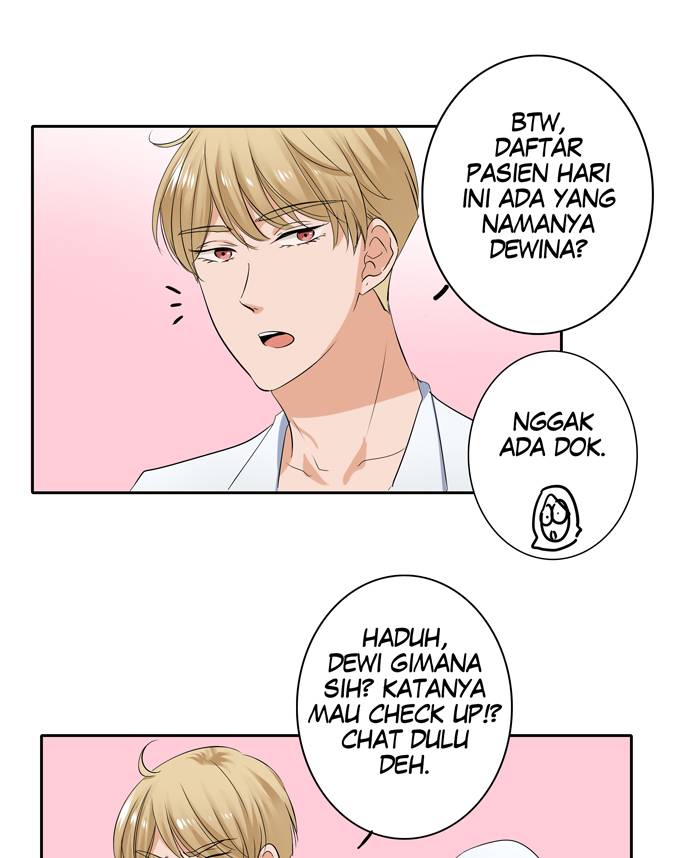 BTW,
DAFTAR
PASIEN HARI
INI ADA YANG
NAMANYA
DEWINA?
NGGAK
ADA DOK.
HADUH,
DEWI GIMANA
SIH? KATANYA
MAU CHECK UP!?
CHAT DULU
DEH.